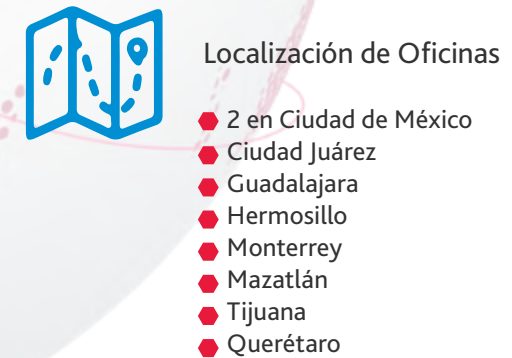 Localización de Oficinas
2 en Ciudad de México
Ciudad Juárez
Guadalajara
Hermosillo
Monterrey
Mazatlán
Tijuana
Querétaro